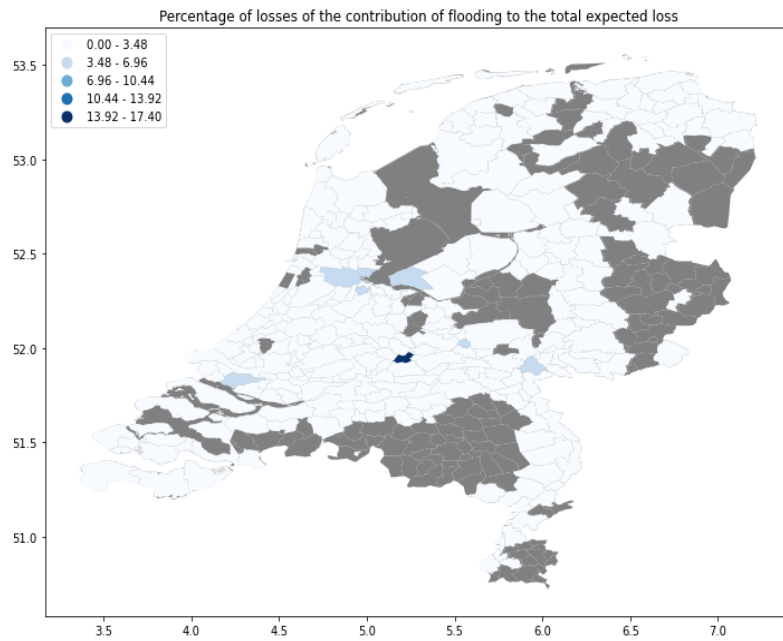 Percentage of losses of the contribution of flooding to the total expected loss
0.00 - 3.48
3.48 - 6.96
6.96 - 10.44
10.44 - 13.92
13.92 - 17.40
53.5
53.0
52.5
52.0
51.5
51.0
3.5 4.0 4.5 5.0 5.5 6.0 6.5 7.0